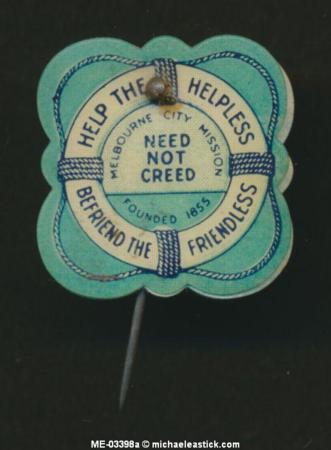 HELP THE HELPLESS
BEFRIEND THE FRIENDLESS
MELBOURNE CITY MISSION
NEED
NOT
CREED
FOUNDED 1855
ME-03398a © michaeleastick.com